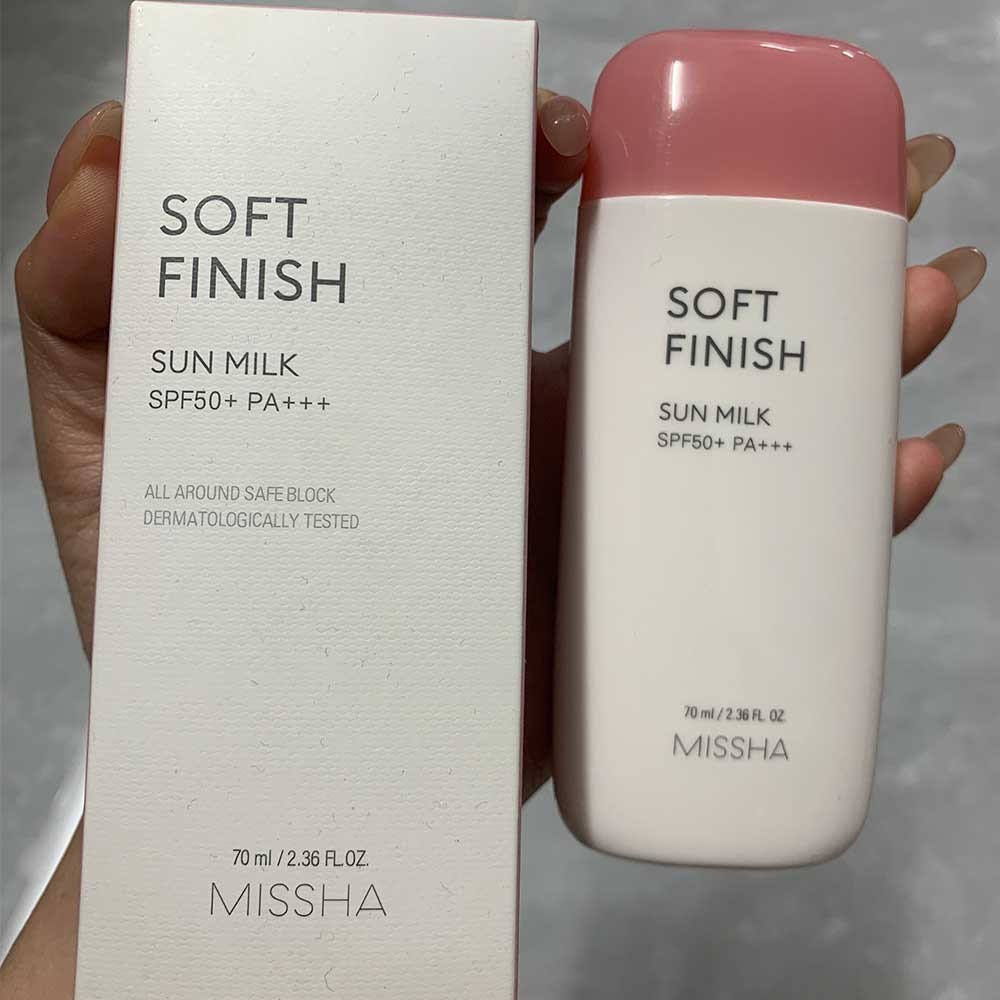 SOFT
FINISH
SUN MILK
SPF50+ PA+++
ALL AROUND SAFE BLOCK
DERMATOLOGICALLY TESTED
70 ml / 2.36 FL.OZ.
MISSHA
SOFT
FINISH
SUN MILK
SPF50+ PA+++
70 ml / 2.36 FL. OZ.
MISSHA